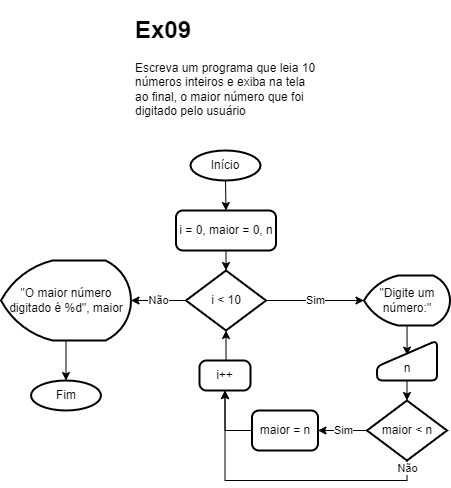 Ex09
Escreva um programa que leia 10
números inteiros e exiba na tela
ao final, o maior número que foi
digitado pelo usuário
Início
i = 0, maior = 0, n
i < 10
Não
Sim
"O maior número
digitado é %d", maior
"Digite um
número:"
Fim
n
i++
maior < n
Sim
maior = n
Não